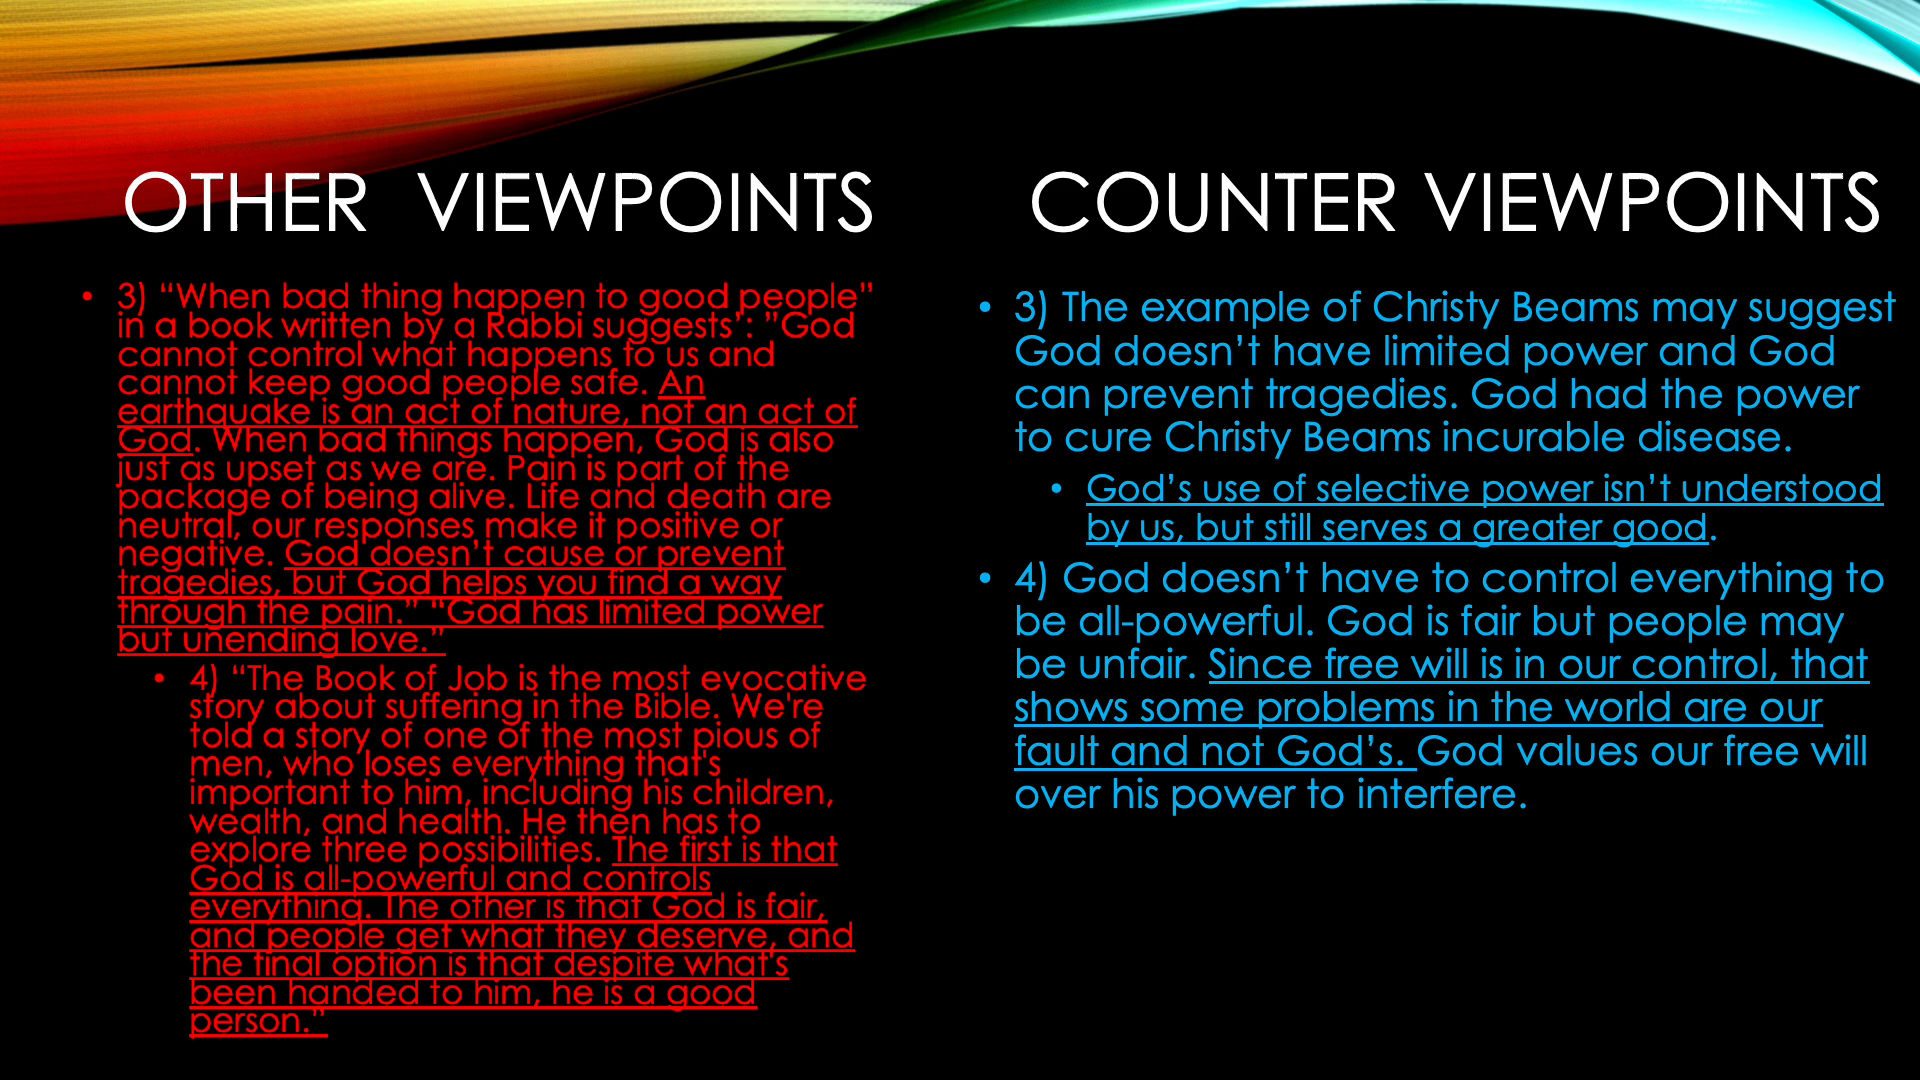 OTHER VIEWPOINTS
• 3) “When bad thing happen to good people”
in a book written by a Rabbi suggests’: ”God
cannot control what happens to us and
cannot keep good people safe. An
earthquake is an act of nature, not an act of
God. When bad things happen, God is also
just as upset as we are. Pain is part of the
package of being alive. Life and death are
neutral, our responses make it positive or
negative. God doesn’t cause or prevent
tragedies, but God helps you find a way
through the pain.” “God has limited power
but unending love.”
• 4) “The Book of Job is the most evocative
story about suffering in the Bible. We're
told a story of one of the most pious of
men, who loses everything that's
important to him, including his children,
wealth, and health. He then has to
explore three possibilities. The first is that
God is all-powerful and controls
everything. The other is that God is fair,
and people get what they deserve, and
the final option is that despite what's
been handed to him, he is a good
person.”
COUNTER VIEWPOINTS
• 3) The example of Christy Beams may suggest
God doesn’t have limited power and God
can prevent tragedies. God had the power
to cure Christy Beams incurable disease.
• God’s use of selective power isn’t understood
by us, but still serves a greater good.
• 4) God doesn’t have to control everything to
be all-powerful. God is fair but people may
be unfair. Since free will is in our control, that
shows some problems in the world are our
fault and not God’s. God values our free will
over his power to interfere.